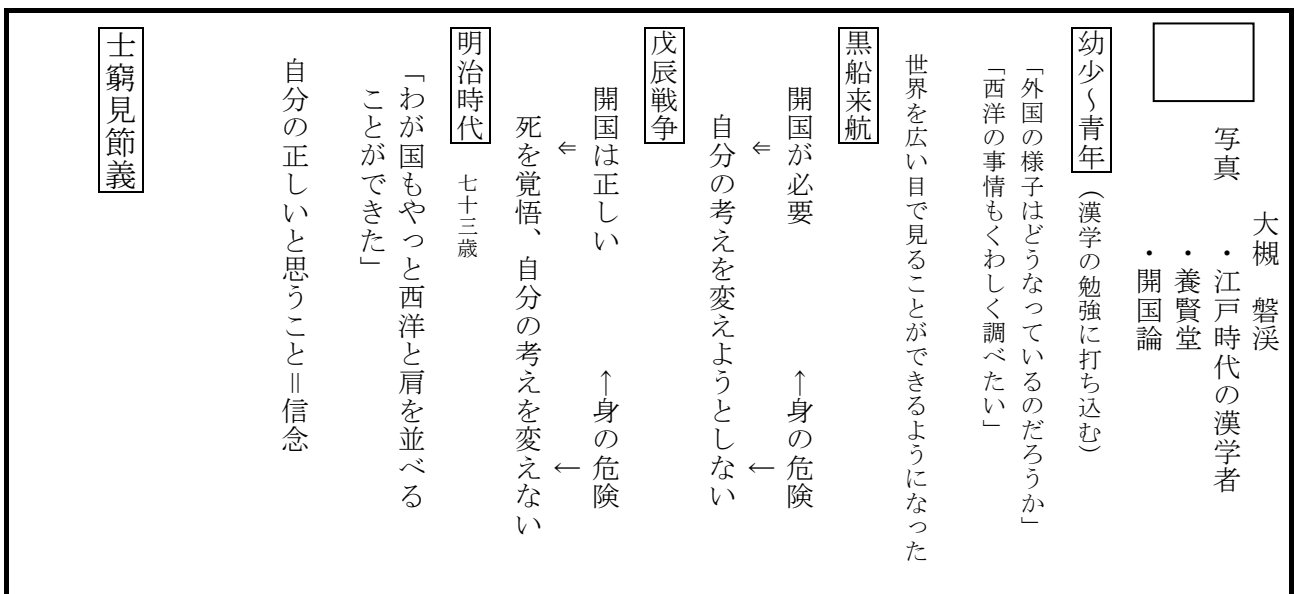 大槻　磐渓
写真　・江戸時代の漢学者
・養賢堂
・開国論
幼少～青年（漢学の勉強に打ち込む）
「外国の様子はどうなっているのだろうか」
「西洋の事情もくわしく調べたい」
世界を広い目で見ることができるようになった
黒船来航
開国が必要　↑身の危険
⇐　←
自分の考えを変えようとしない
戊辰戦争
開国は正しい　↑身の危険
⇐　←
死を覚悟、自分の考えを変えない
明治時代　七十三歳
「わが国もやっと西洋と肩を並べる
ことができた」
自分の正しいと思うこと＝信念
士窮見節義